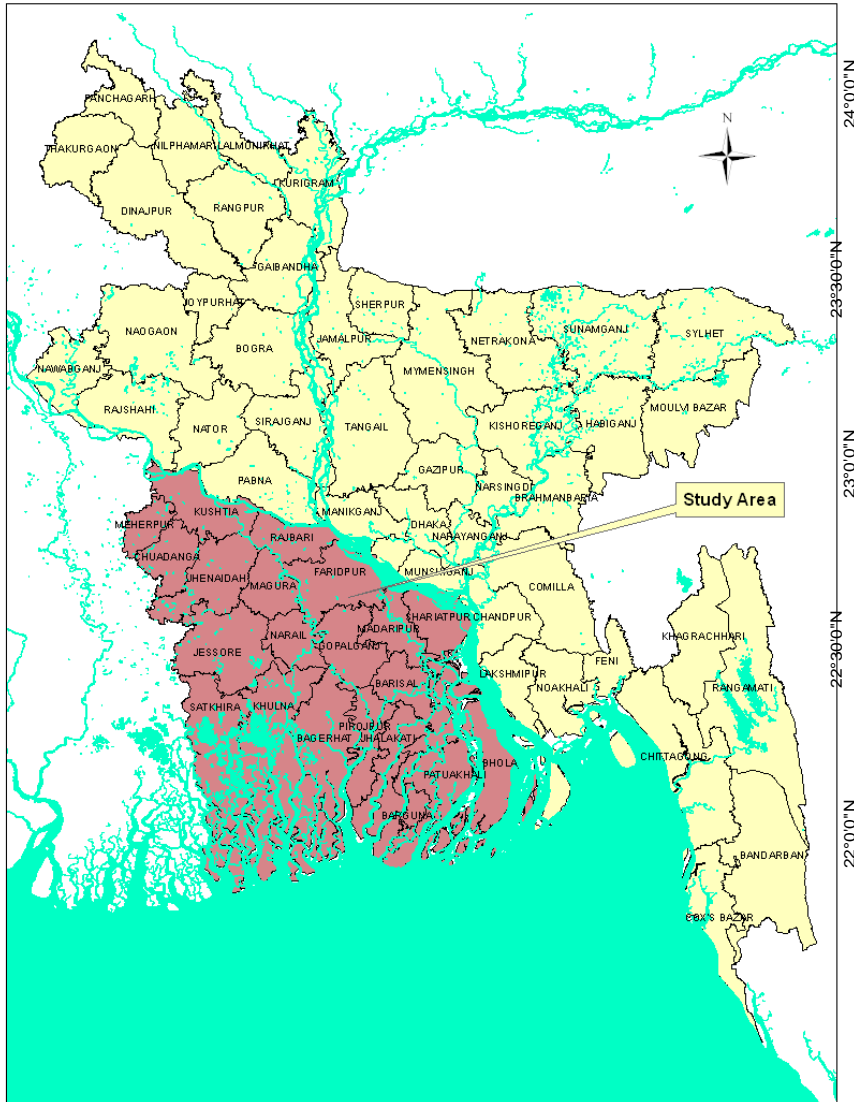 24°0'0"N
N
PANCHAGARH
THAKURGAON
NILPHAMARI
LALMONIRHAT
KURIGRAM
DINAJPUR
RANGPUR
GAIBANDHA
23°30'0"N
JOYPURHAT
SHERPUR
NAOGAON
JAMALPUR
NETRAKONA
SUNAMGANJ
SYLHET
BOGRA
NAWABGANJ
MYMENSINGH
RAJSHAHI
SIRAJGANJ
TANGAIL
KISHOREGANJ
HABIGANJ
MOULVI BAZAR
NATOR
23°0'0"N
GAZIPUR
PABNA
NARSINGDI
BRAHMANBARIA
Study Area
KUSHTIA
MANIKGANJ
MEHERPUR
DHAKA
NARAYANGANJ
RAJBARI
CHUADANGA
JHENAIDAH
MAGURA
FARIDPUR
MUNSHIGANJ
COMILLA
SHARIATPUR
CHANDPUR
MADARIPUR
NARAIL
GOPALGANJ
KHAGRACHHARI
22°30'0"N
JESSORE
FENI
LAKSHMIPUR
NOAKHALI
BARISAL
RANGAMATI
SATKHIRA
KHULNA
PIROJPUR
BAGERHAT
JHALAKATI
BHOLA
CHITTAGONG
PATUAKHALI
BARGUNA
22°0'0"N
BANDARBAN
COX'S BAZAR